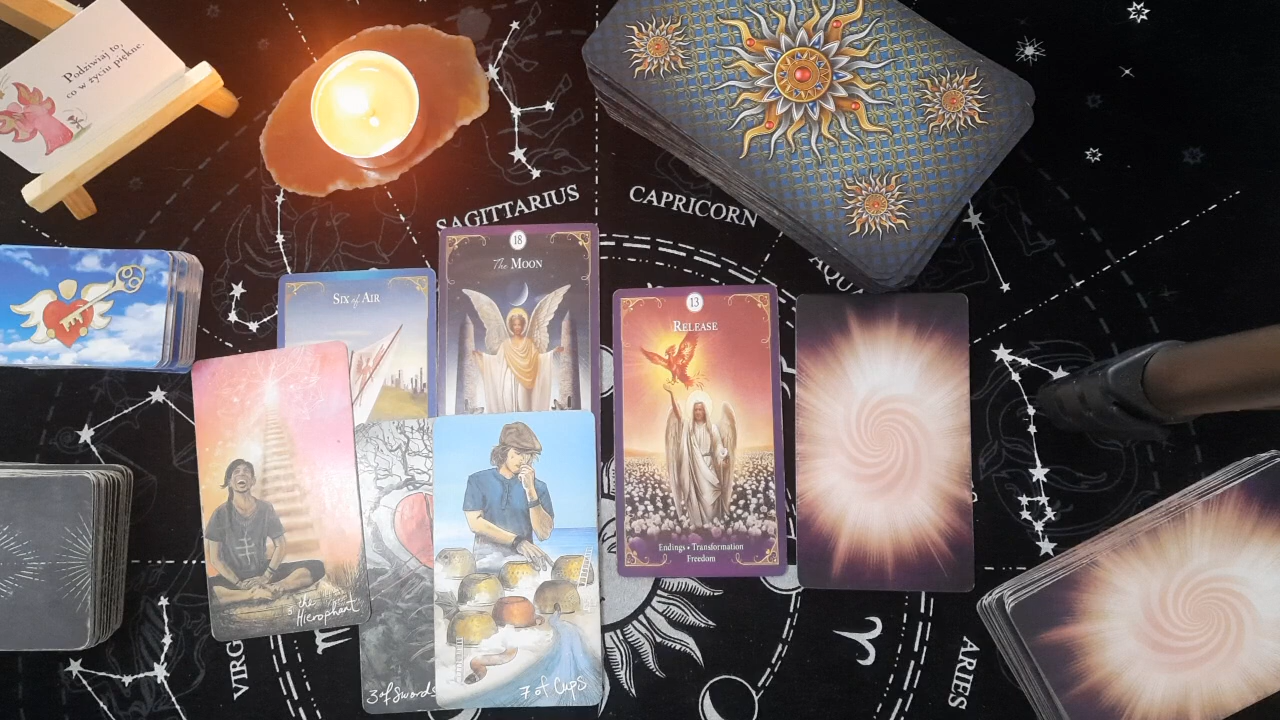 Podziwiaj to,
co w życiu piękne.
SAGITTARIUS
CAPRICORN
18
The MOON
SIX of AIR
13
RELEASE
Endings • Transformation
Freedom
5 the
Hierophant
3 of Swords
7 of Cups
ARIES